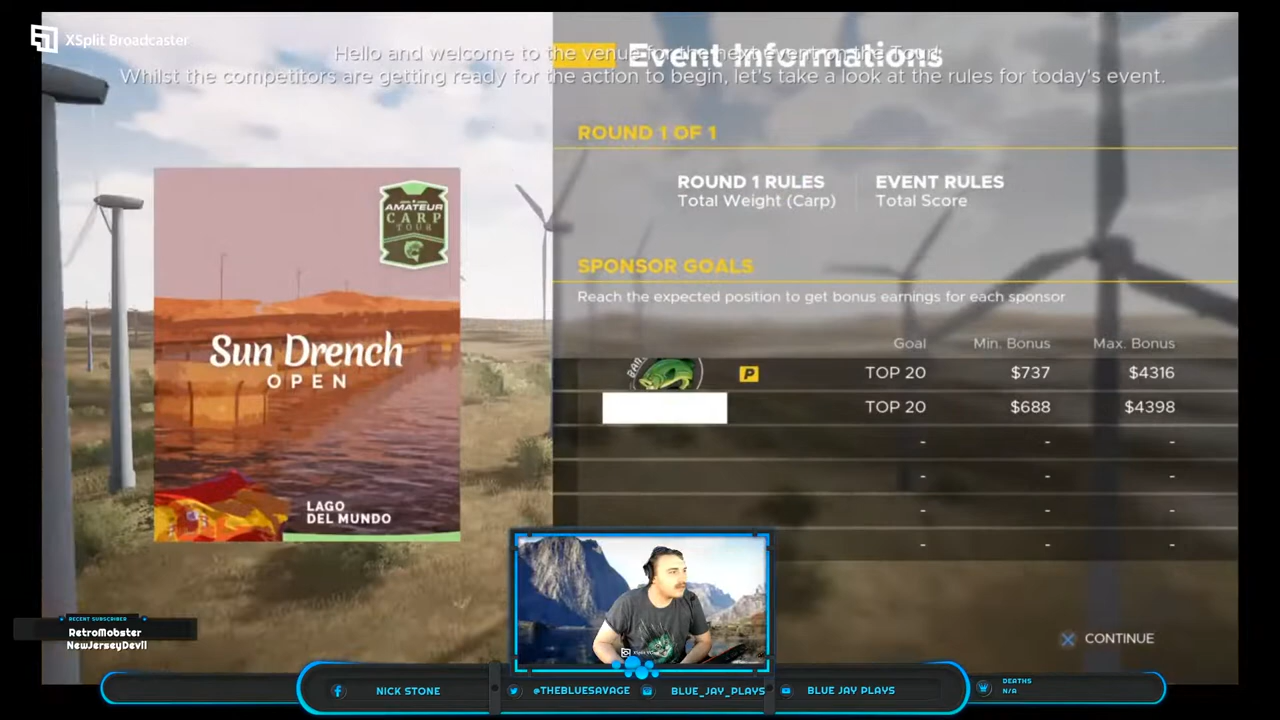 XSplit Broadcaster
Hello and welcome to the venue for the next event on the Tour!
Event Informations
Whilst the competitors are getting ready for the action to begin, let's take a look at the rules for today's event.
ROUND 1 OF 1
ROUND 1 RULES
Total Weight (Carp)
EVENT RULES
Total Score
AMATEUR
CARP
TOUR
Sun Drench
OPEN
LAGO
DEL MUNDO
SPONSOR GOALS
Reach the expected position to get bonus earnings for each sponsor
Goal Min. Bonus Max. Bonus
P TOP 20 $737 $4316
TOP 20 $688 $4398
- - -
- - -
- - -
- - -
CONTINUE
RECENT SUBSCRIBER
RetroMobster
NewJerseyDevil
NICK STONE
@THEBLUESAVAGE
BLUE_JAY_PLAYS
BLUE JAY PLAYS
DEATHS
N/A